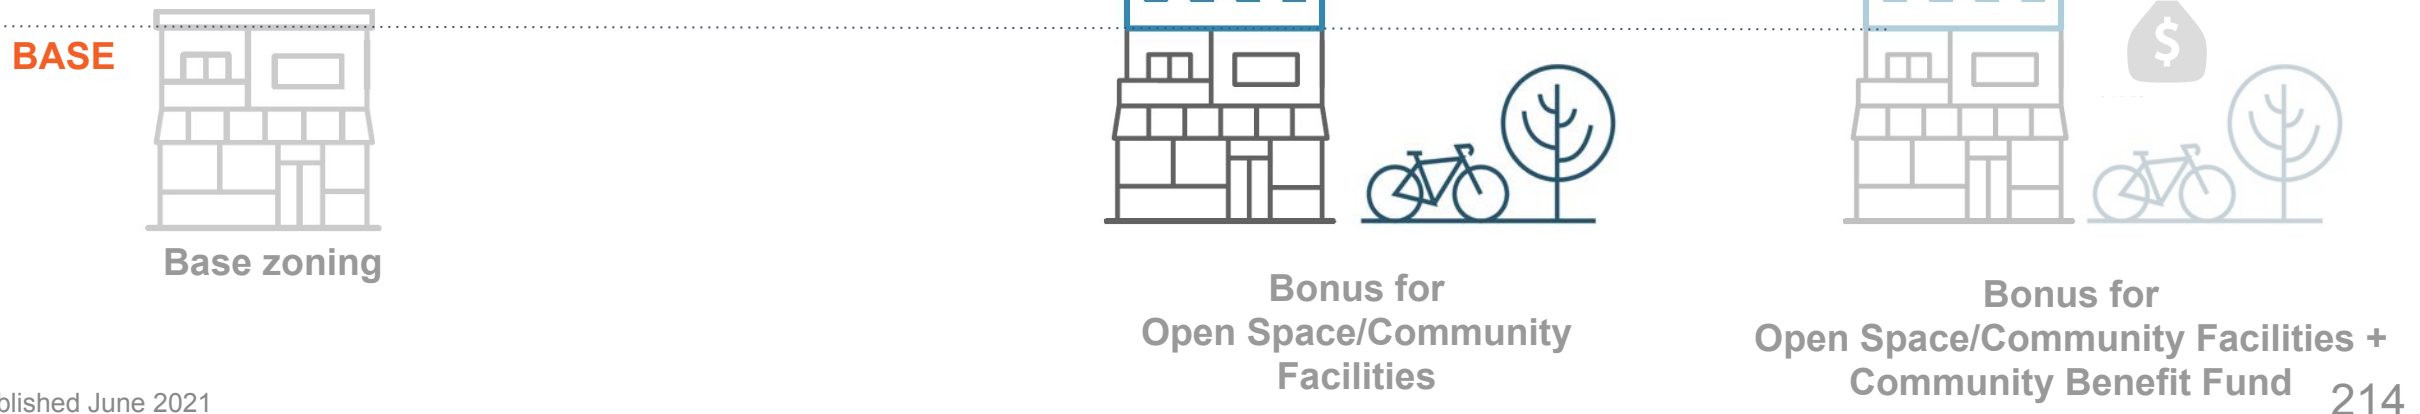 BASE
$
Base zoning
Bonus for
Open Space/Community
Facilities
Bonus for
Open Space/Community Facilities +
Community Benefit Fund
blished June 2021
214